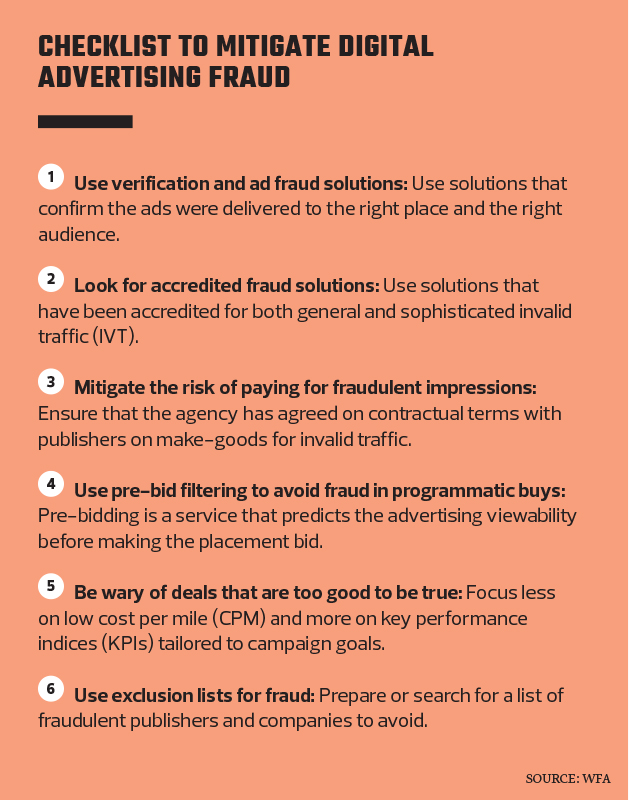 CHECKLIST TO MITIGATE DIGITAL
ADVERTISING FRAUD
1 Use verification and ad fraud solutions: Use solutions that
confirm the ads were delivered to the right place and the right
audience.
2 Look for accredited fraud solutions: Use solutions that
have been accredited for both general and sophisticated invalid
traffic (IVT).
3 Mitigate the risk of paying for fraudulent impressions:
Ensure that the agency has agreed on contractual terms with
publishers on make-goods for invalid traffic.
4 Use pre-bid filtering to avoid fraud in programmatic buys:
Pre-bidding is a service that predicts the advertising viewability
before making the placement bid.
5 Be wary of deals that are too good to be true: Focus less
on low cost per mile (CPM) and more on key performance
indices (KPIs) tailored to campaign goals.
6 Use exclusion lists for fraud: Prepare or search for a list of
fraudulent publishers and companies to avoid.
SOURCE: WFA